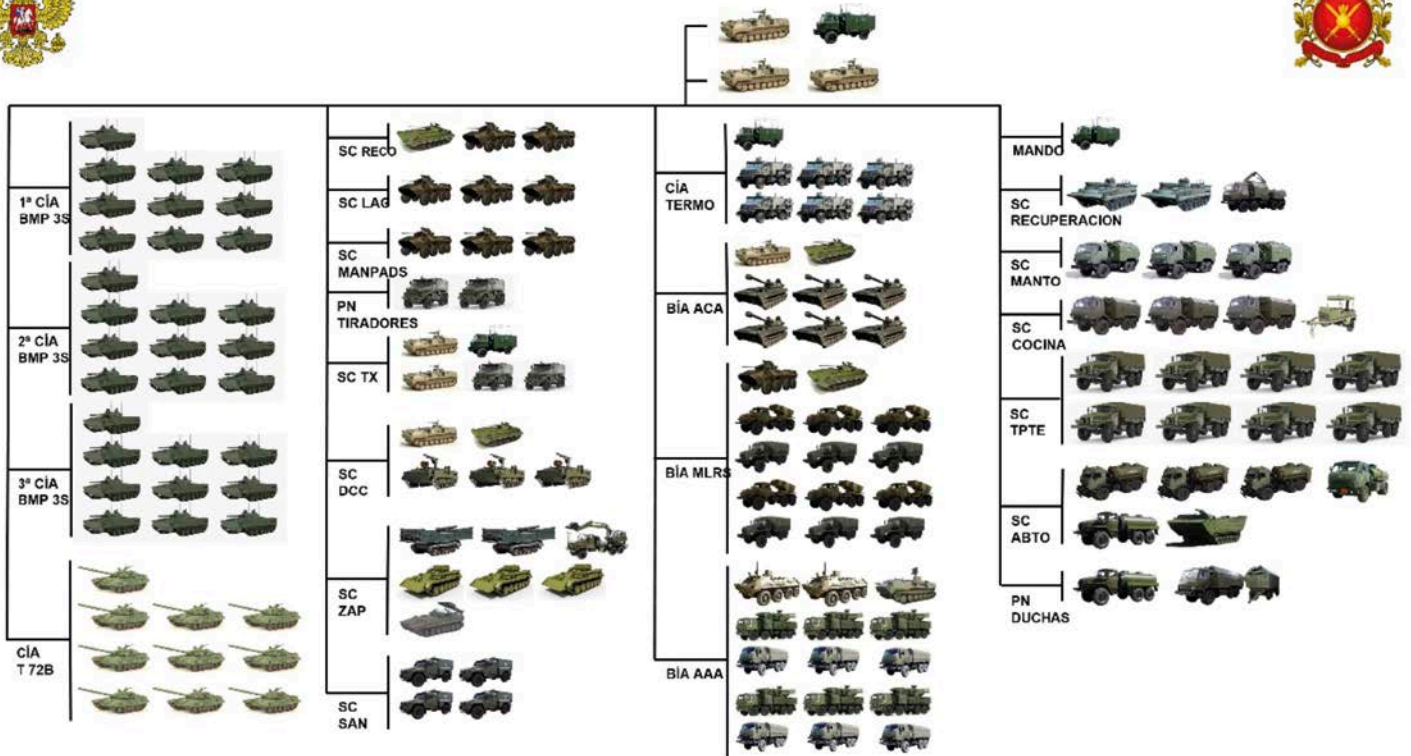 1ª CÍA
BMP 3S
2ª CÍA
BMP 3S
3ª CÍA
BMP 3S
CÍA
T 72B
SC RECO
SC LAG
SC
MANPADS
PN
TIRADORES
SC TX
SC
DCC
SC
ZAP
SC
SAN
CÍA
TERMO
BÍA ACA
BÍA MLRS
BÍA AAA
MANDO
SC
RECUPERACION
SC
MANTO
SC
COCINA
SC
TPTE
SC
ABTO
PN
DUCHAS